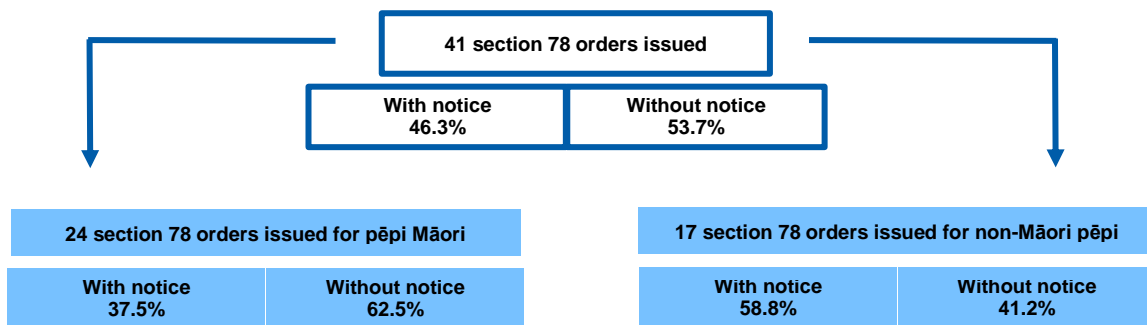 41 section 78 orders issued
With notice
46.3%
Without notice
53.7%
24 section 78 orders issued for pēpi Māori
With notice
37.5%
Without notice
62.5%
17 section 78 orders issued for non-Māori pēpi
With notice
58.8%
Without notice
41.2%